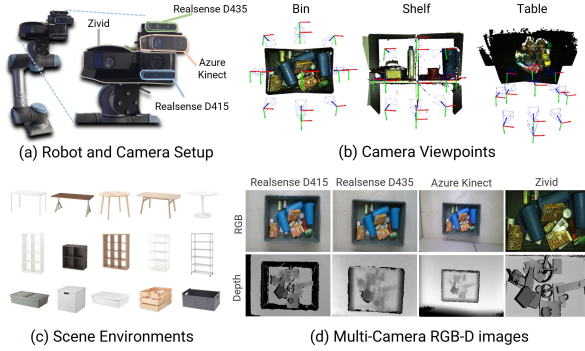 Realsense D435
Zivid
Azure
Kinect
Realsense D415
(a) Robot and Camera Setup
Bin
Shelf
Table
(b) Camera Viewpoints
(c) Scene Environments
Realsense D415
Realsense D435
Azure Kinect
Zivid
RGB
Depth
(d) Multi-Camera RGB-D images